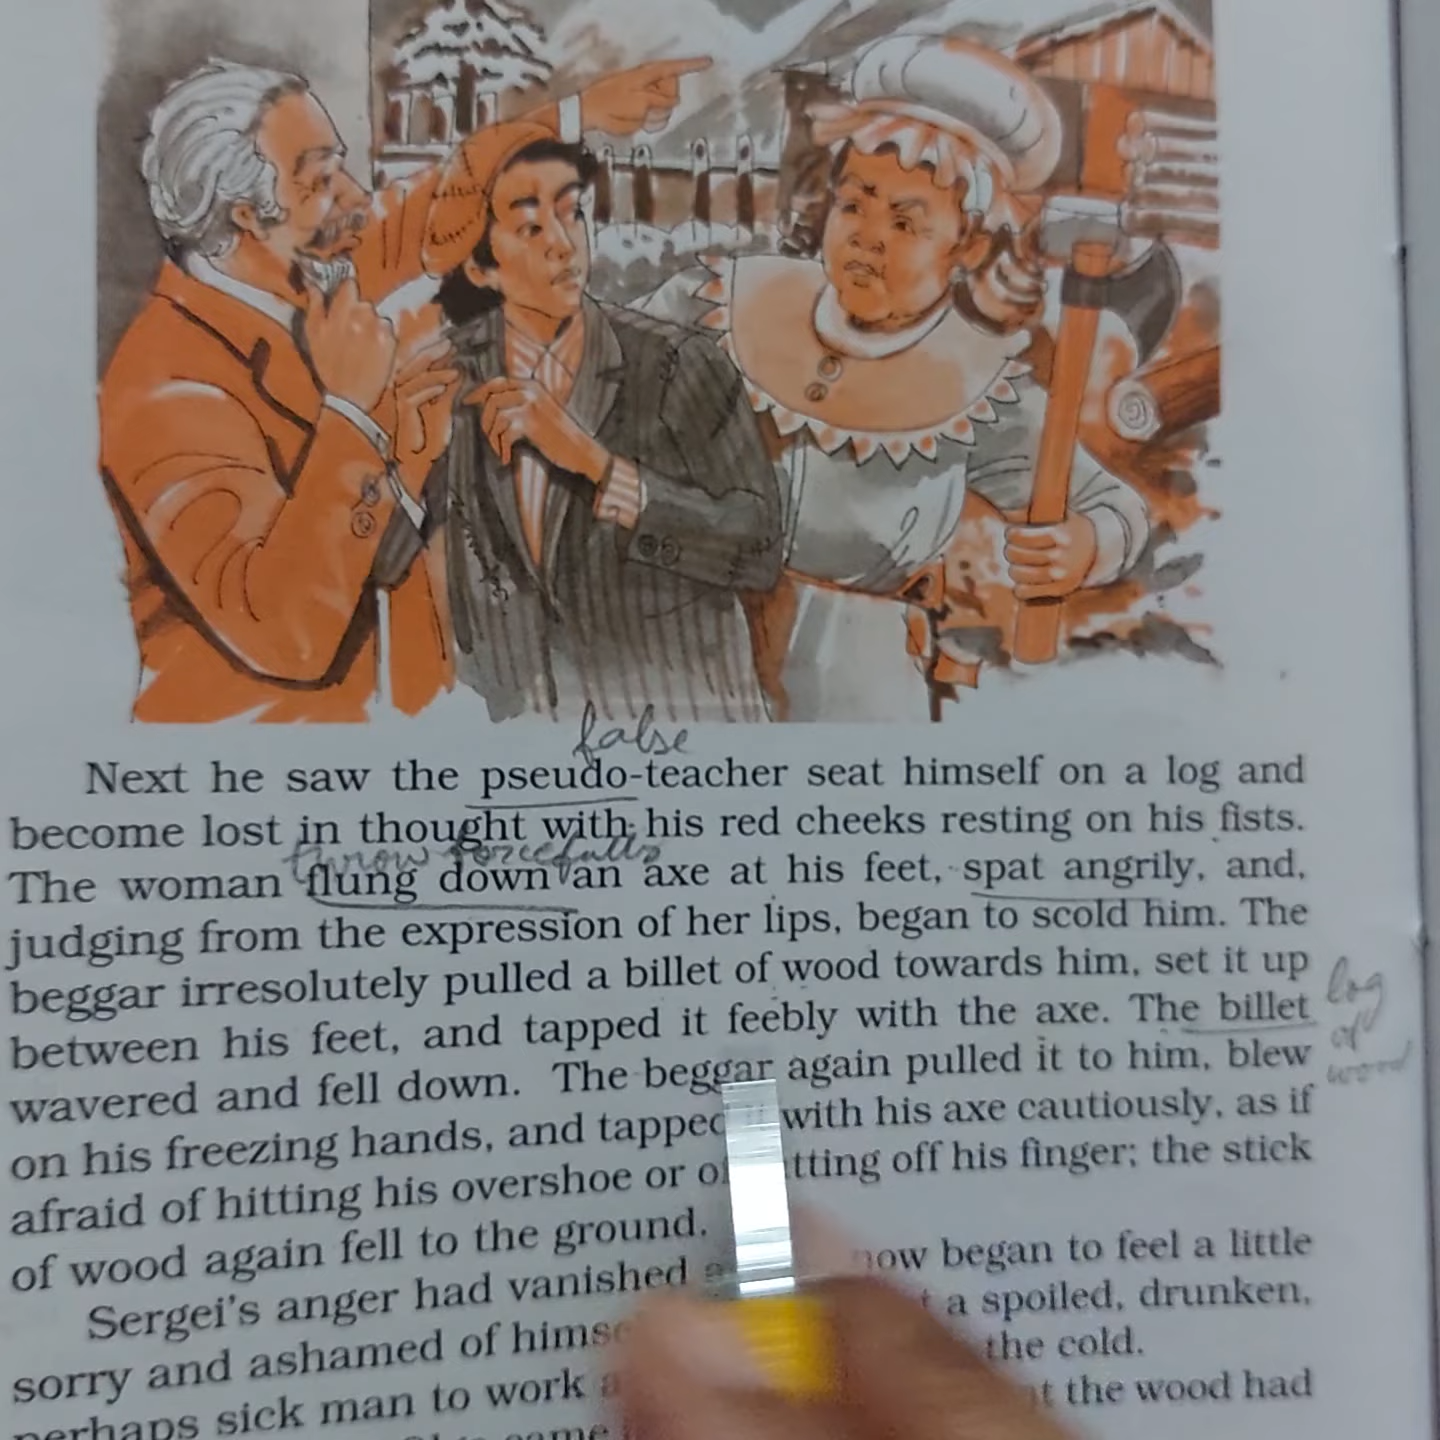 false
Next he saw the pseudo-teacher seat himself on a log and
become lost in thought with his red cheeks resting on his fists.
throw forcefully
The woman flung down an axe at his feet, spat angrily, and,
judging from the expression of her lips, began to scold him. The
beggar irresolutely pulled a billet of wood towards him, set it up
between his feet, and tapped it feebly with the axe. The billet
log of wood
wavered and fell down. The beggar again pulled it to him, blew
on his freezing hands, and tapped with his axe cautiously, as if
afraid of hitting his overshoe or tting off his finger; the stick
of wood again fell to the ground.
Sergei's anger had vanished now began to feel a little
sorry and ashamed of a spoiled, drunken,
perhaps sick man to work the cold.
the wood had
came